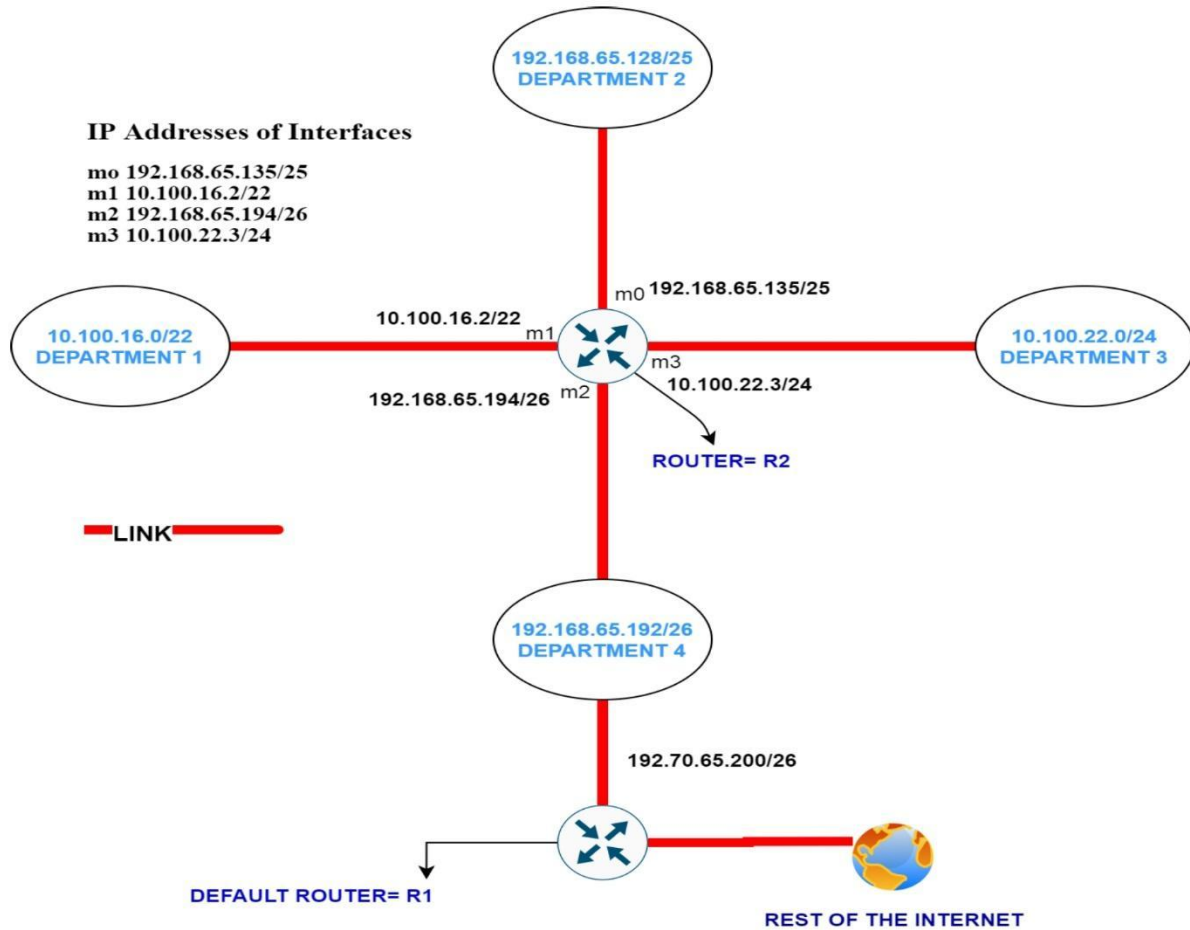 192.168.65.128/25
DEPARTMENT 2
IP Addresses of Interfaces
mo 192.168.65.135/25
m1 10.100.16.2/22
m2 192.168.65.194/26
m3 10.100.22.3/24
m0 192.168.65.135/25
10.100.16.0/22
DEPARTMENT 1
10.100.16.2/22
m1
10.100.22.0/24
DEPARTMENT 3
m3
10.100.22.3/24
192.168.65.194/26
m2
ROUTER= R2
LINK
192.168.65.192/26
DEPARTMENT 4
192.70.65.200/26
DEFAULT ROUTER= R1
REST OF THE INTERNET